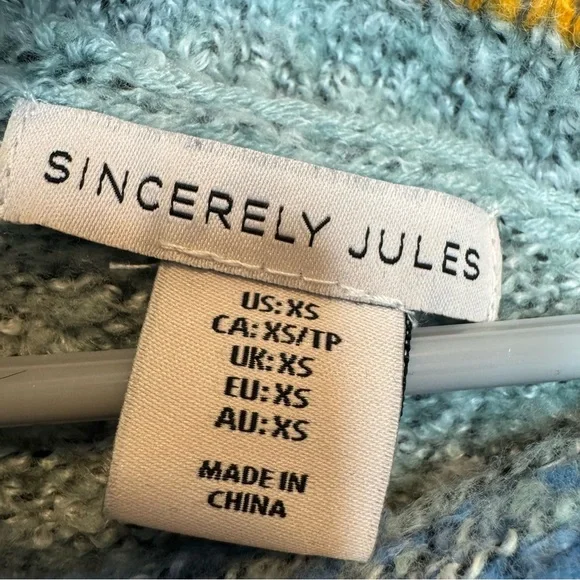 SINCERELY JULES
US: XS
CA: XS/TP
UK: XS
EU: XS
AU: XS
MADE IN
CHINA